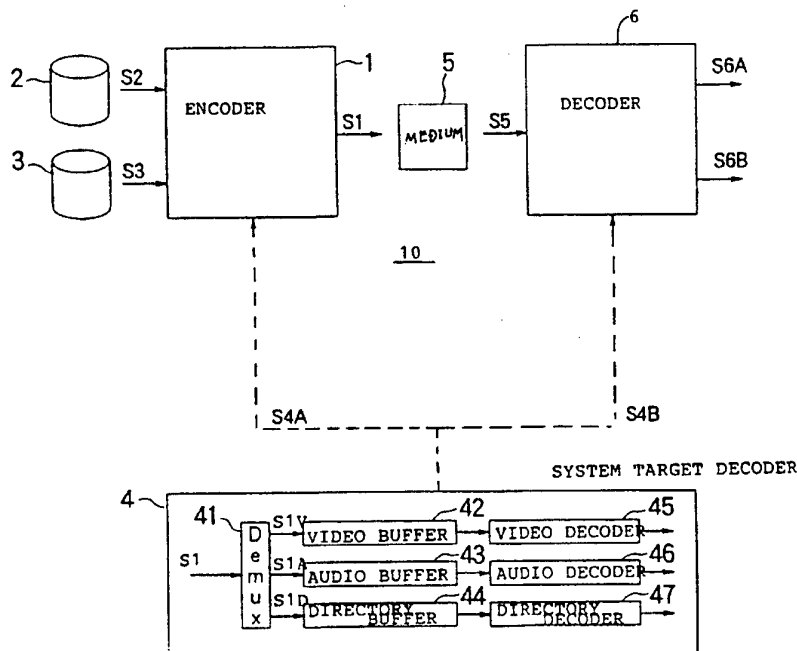 2
S2
3
S3
1
ENCODER
S1
5
MEDIUM
S5
6
DECODER
S6A
S6B
10
S4A
S4B
SYSTEM TARGET DECODER
4
S1
41
Demux
S1V
S1A
S1D
42
VIDEO BUFFER
43
AUDIO BUFFER
44
DIRECTORY
BUFFER
45
VIDEO DECODER
46
AUDIO DECODER
47
DIRECTORY
DECODER